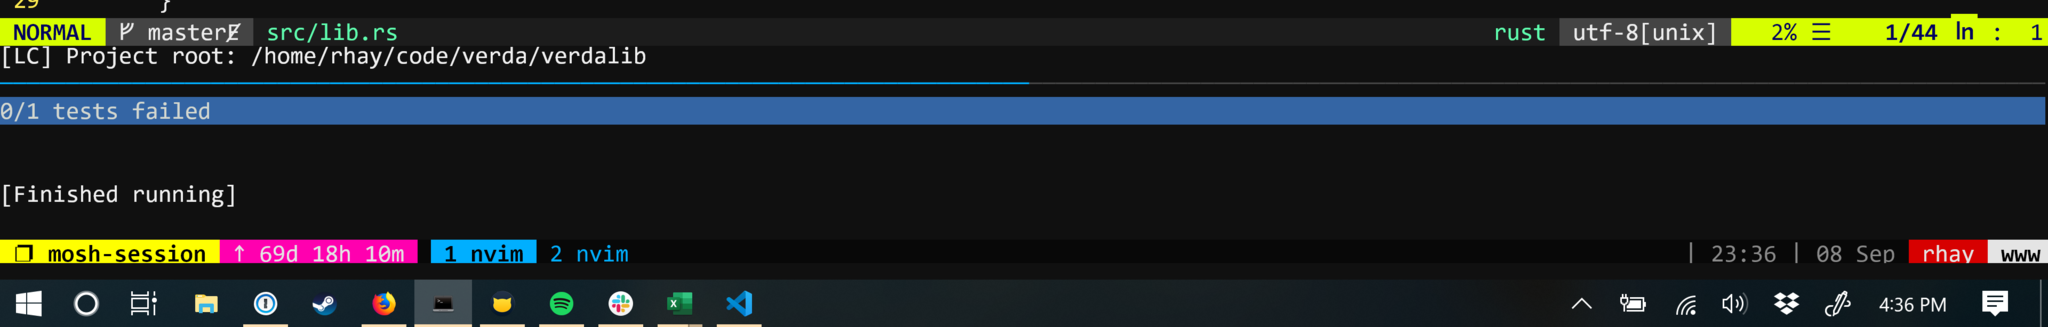 29 }
NORMAL master src/lib.rs rust utf-8[unix] 2% ☰ 1/44 ln : 1
[LC] Project root: /home/rhay/code/verda/verdalib
0/1 tests failed
[Finished running]
❐ mosh-session ↑ 69d 18h 10m 1 nvim 2 nvim | 23:36 | 08 Sep rhay www
4:36 PM